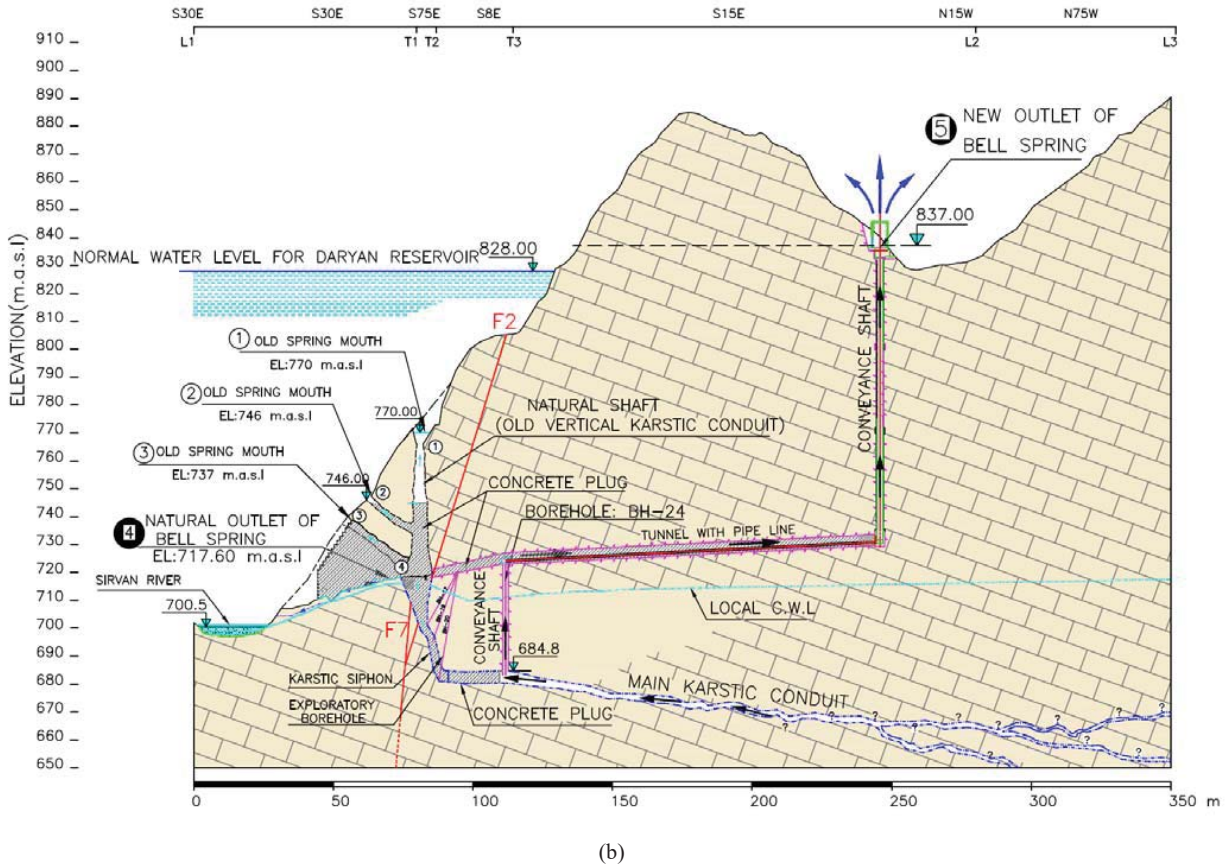 S30E S30E S75E S8E S15E N15W N75W
L1 T1 T2 T3 L2 L3
910
900
890
880
870
860
850
840
830
820
810
800
790
780
770
760
750
740
730
720
710
700
690
680
670
660
650
ELEVATION(m.a.s.l)
5 NEW OUTLET OF
BELL SPRING
837.00
NORMAL WATER LEVEL FOR DARYAN RESERVOIR 828.00
F2
1 OLD SPRING MOUTH
EL:770 m.a.s.l
2 OLD SPRING MOUTH
EL:746 m.a.s.l
770.00
NATURAL SHAFT
(OLD VERTICAL KARSTIC CONDUIT)
1
3 OLD SPRING MOUTH
EL:737 m.a.s.l
746.00
2
3
CONCRETE PLUG
BOREHOLE: BH-24
4 NATURAL OUTLET OF
BELL SPRING
EL:717.60 m.a.s.l
TUNNEL WITH PIPE LINE
CONVEYANCE SHAFT
4
SIRVAN RIVER
700.5
LOCAL G.W.L
F7
CONVEYANCE
SHAFT
684.8
KARSTIC SIPHON
EXPLORATORY
BOREHOLE
CONCRETE PLUG
MAIN KARSTIC CONDUIT
? ? ? ? ? ? ? ? ? ? ? ?
0 50 100 150 200 250 300 350 m
(b)